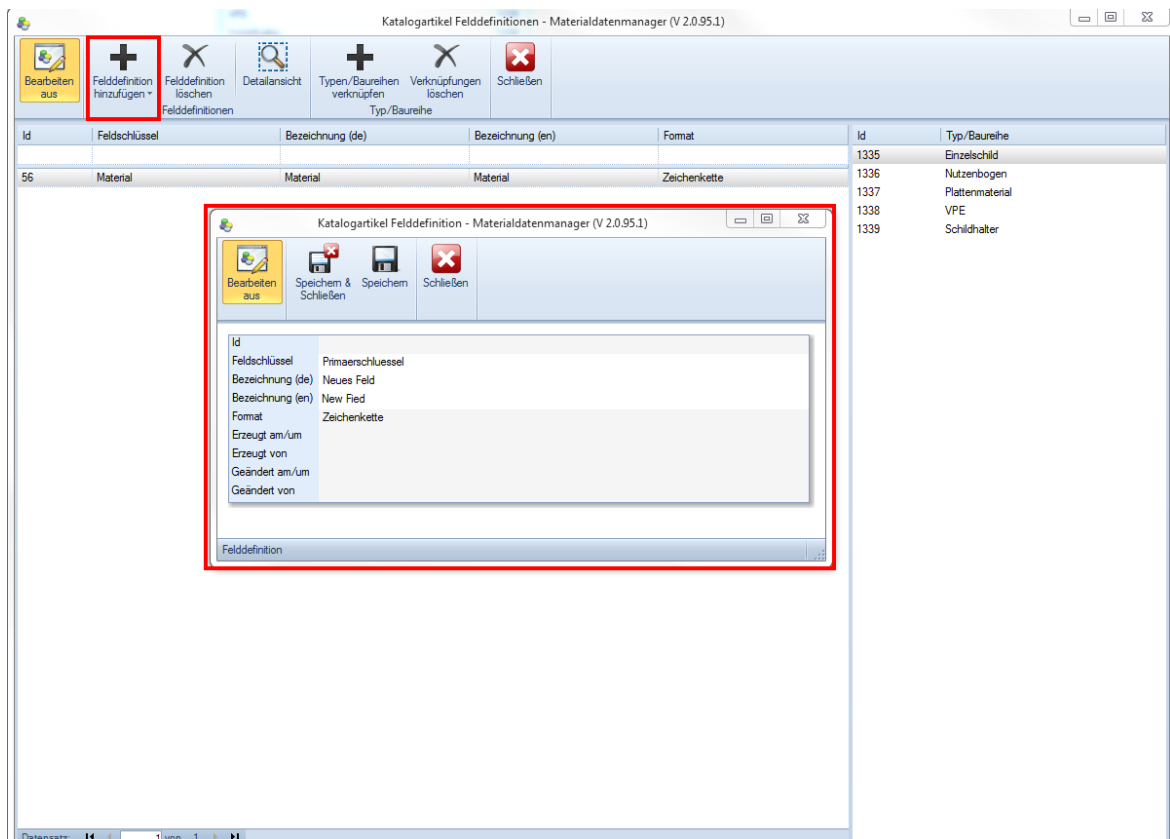 Katalogartikel Felddefinitionen - Materialdatenmanager (V 2.0.95.1)
Bearbeiten aus
Felddefinition hinzufügen
Felddefinition löschen
Detailansicht
Typen/Baureihen verknüpfen
Verknüpfungen löschen
Schließen
Felddefinitionen
Typ/Baureihe
Id Feldschlüssel Bezeichnung (de) Bezeichnung (en) Format
56 Material Material Material Zeichenkette
Id Typ/Baureihe
1335 Einzelschild
1336 Nutzenbogen
1337 Plattenmaterial
1338 VPE
1339 Schildhalter
Katalogartikel Felddefinition - Materialdatenmanager (V 2.0.95.1)
Bearbeiten aus
Speichern & Schließen
Speichern
Schließen
Id
Feldschlüssel Primaerschluessel
Bezeichnung (de) Neues Feld
Bezeichnung (en) New Fied
Format Zeichenkette
Erzeugt am/um
Erzeugt von
Geändert am/um
Geändert von
Felddefinition
Datensatz: 1 von 1